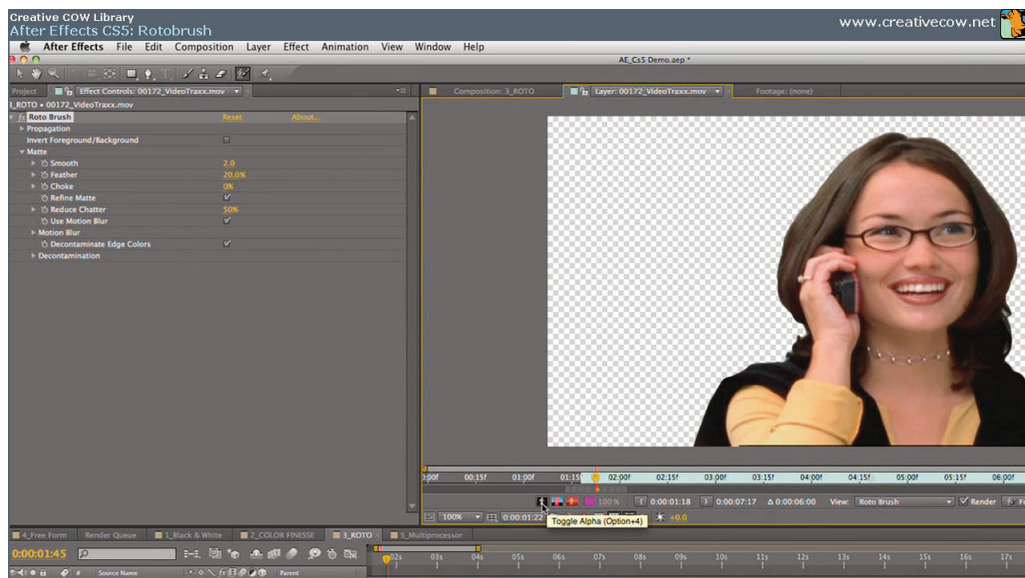 Creative COW Library
After Effects CS5: Rotobrush
www.creativecow.net
After Effects File Edit Composition Layer Effect Animation View Window Help
AE_Cs5 Demo.aep *
Project Effect Controls: 00172_VideoTraxx.mov
Composition: 3_ROTO Layer: 00172_VideoTraxx.mov Footage: (none)
3_ROTO • 00172_VideoTraxx.mov
fx Roto Brush Reset About...
Propagation
Invert Foreground/Background
Matte
Smooth 2.0
Feather 20.0%
Choke 0%
Refine Matte
Reduce Chatter 50%
Use Motion Blur
Motion Blur
Decontaminate Edge Colors
Decontamination
:00f 00:15f 01:00f 01:15f 02:00f 02:15f 03:00f 03:15f 04:00f 04:15f 05:00f 05:15f 06:00f
100 % 0:00:01:18 0:00:07:17 Δ 0:00:06:00 View: Roto Brush Render
100% 0:00:01:22 +0.0
Toggle Alpha (Option+4)
4_Free Form Render Queue 1_Black & White 2_COLOR FINESSE 3_ROTO 5_Multiprocessor
0:00:01:45
02s 03s 04s 05s 06s 07s 08s 09s 10s 11s 12s 13s 14s 15s 16s 17s
# Source Name Parent